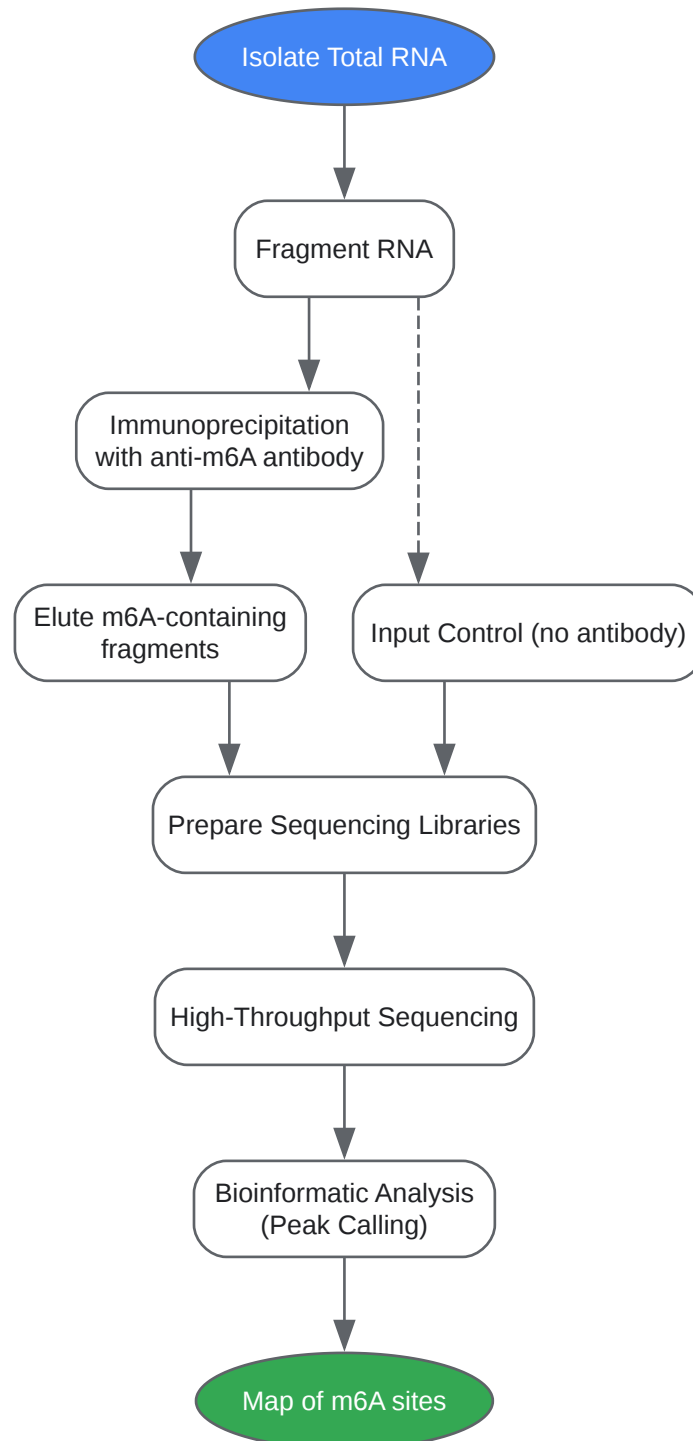 Isolate Total RNA
Fragment RNA
Immunoprecipitation
with anti-m6A antibody
Elute m6A-containing
fragments
Input Control (no antibody)
Prepare Sequencing Libraries
High-Throughput Sequencing
Bioinformatic Analysis
(Peak Calling)
Map of m6A sites